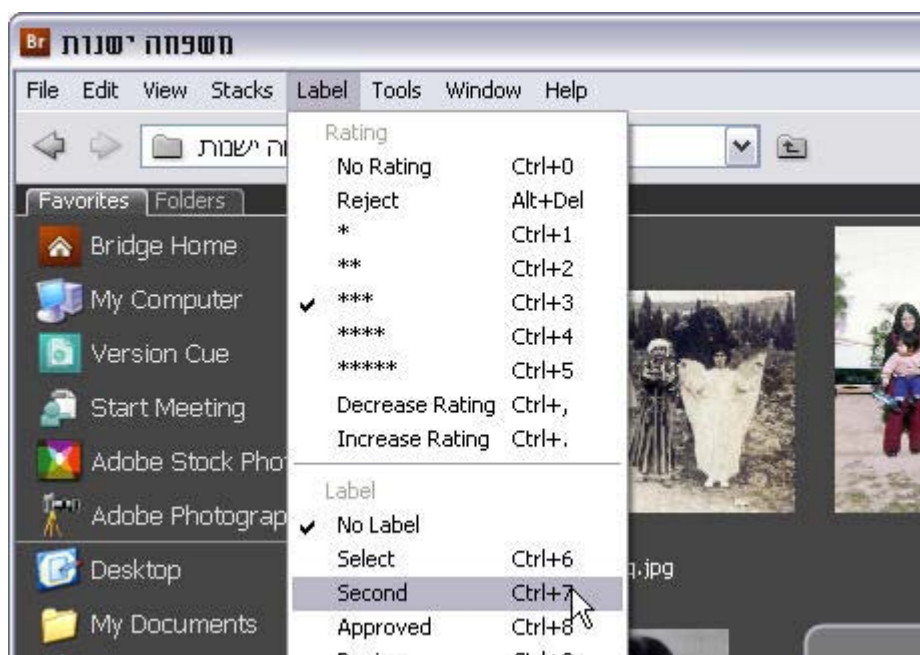 Br משפחה ישנות
File Edit View Stacks Label Tools Window Help
ישנות
Favorites Folders
Bridge Home
My Computer
Version Cue
Start Meeting
Adobe Stock
Adobe
Desktop
My Documents
Rating
No Rating Ctrl+0
Reject Alt+Del
* Ctrl+1
** Ctrl+2
*** Ctrl+3
**** Ctrl+4
***** Ctrl+5
Decrease Rating Ctrl+,
Increase Rating Ctrl+.
Label
No Label
Select Ctrl+6
Second Ctrl+7
Approved Ctrl+8
.jpg